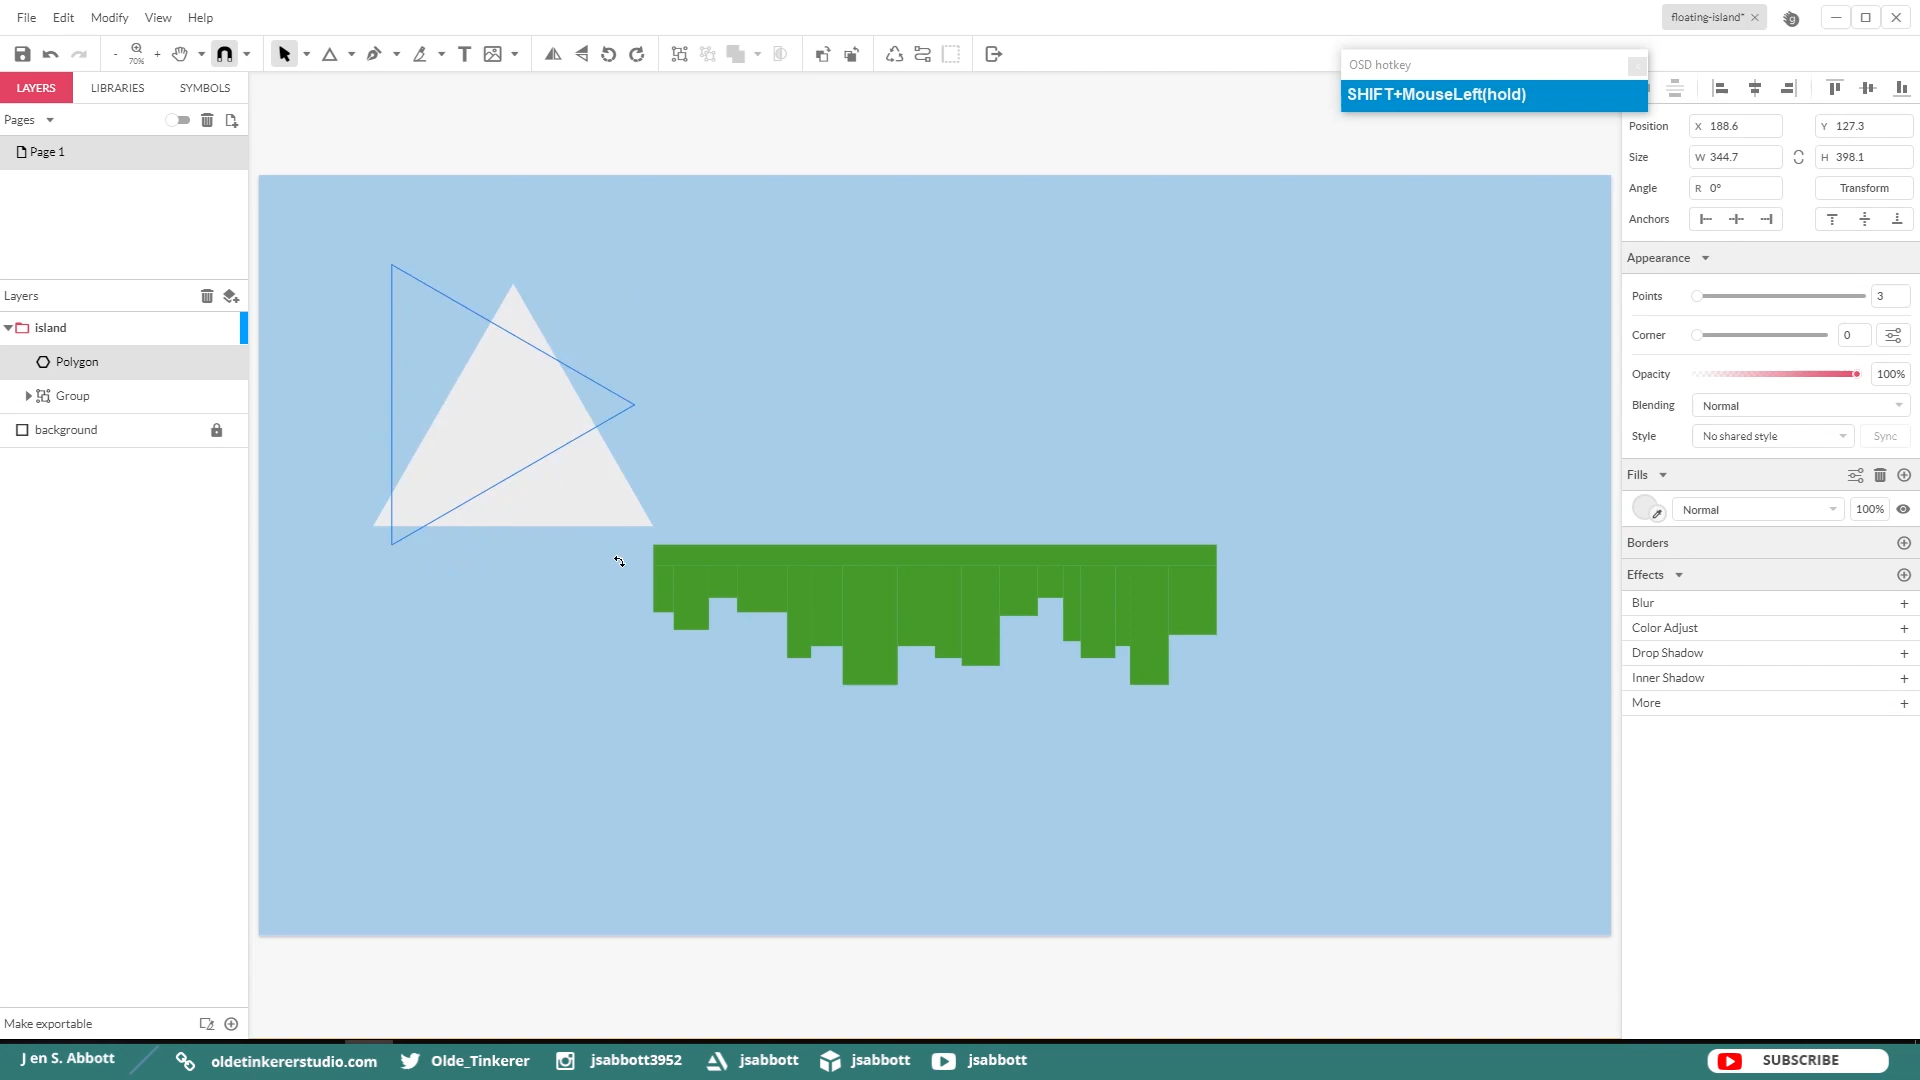 File Edit Modify View Help
floating-island*
- 70% +
OSD hotkey
SHIFT+MouseLeft(hold)
LAYERS LIBRARIES SYMBOLS
Pages
Page 1
Layers
island
Polygon
Group
background
Make exportable
Position X 188.6 Y 127.3
Size W 344.7 H 398.1
Angle R 0° Transform
Anchors
Appearance
Points 3
Corner 0
Opacity 100%
Blending Normal
Style No shared style Sync
Fills
Normal 100%
Borders
Effects
Blur +
Color Adjust +
Drop Shadow +
Inner Shadow +
More +
J en S. Abbott oldetinkererstudio.com Olde_Tinkerer jsabbott3952 jsabbott jsabbott jsabbott SUBSCRIBE